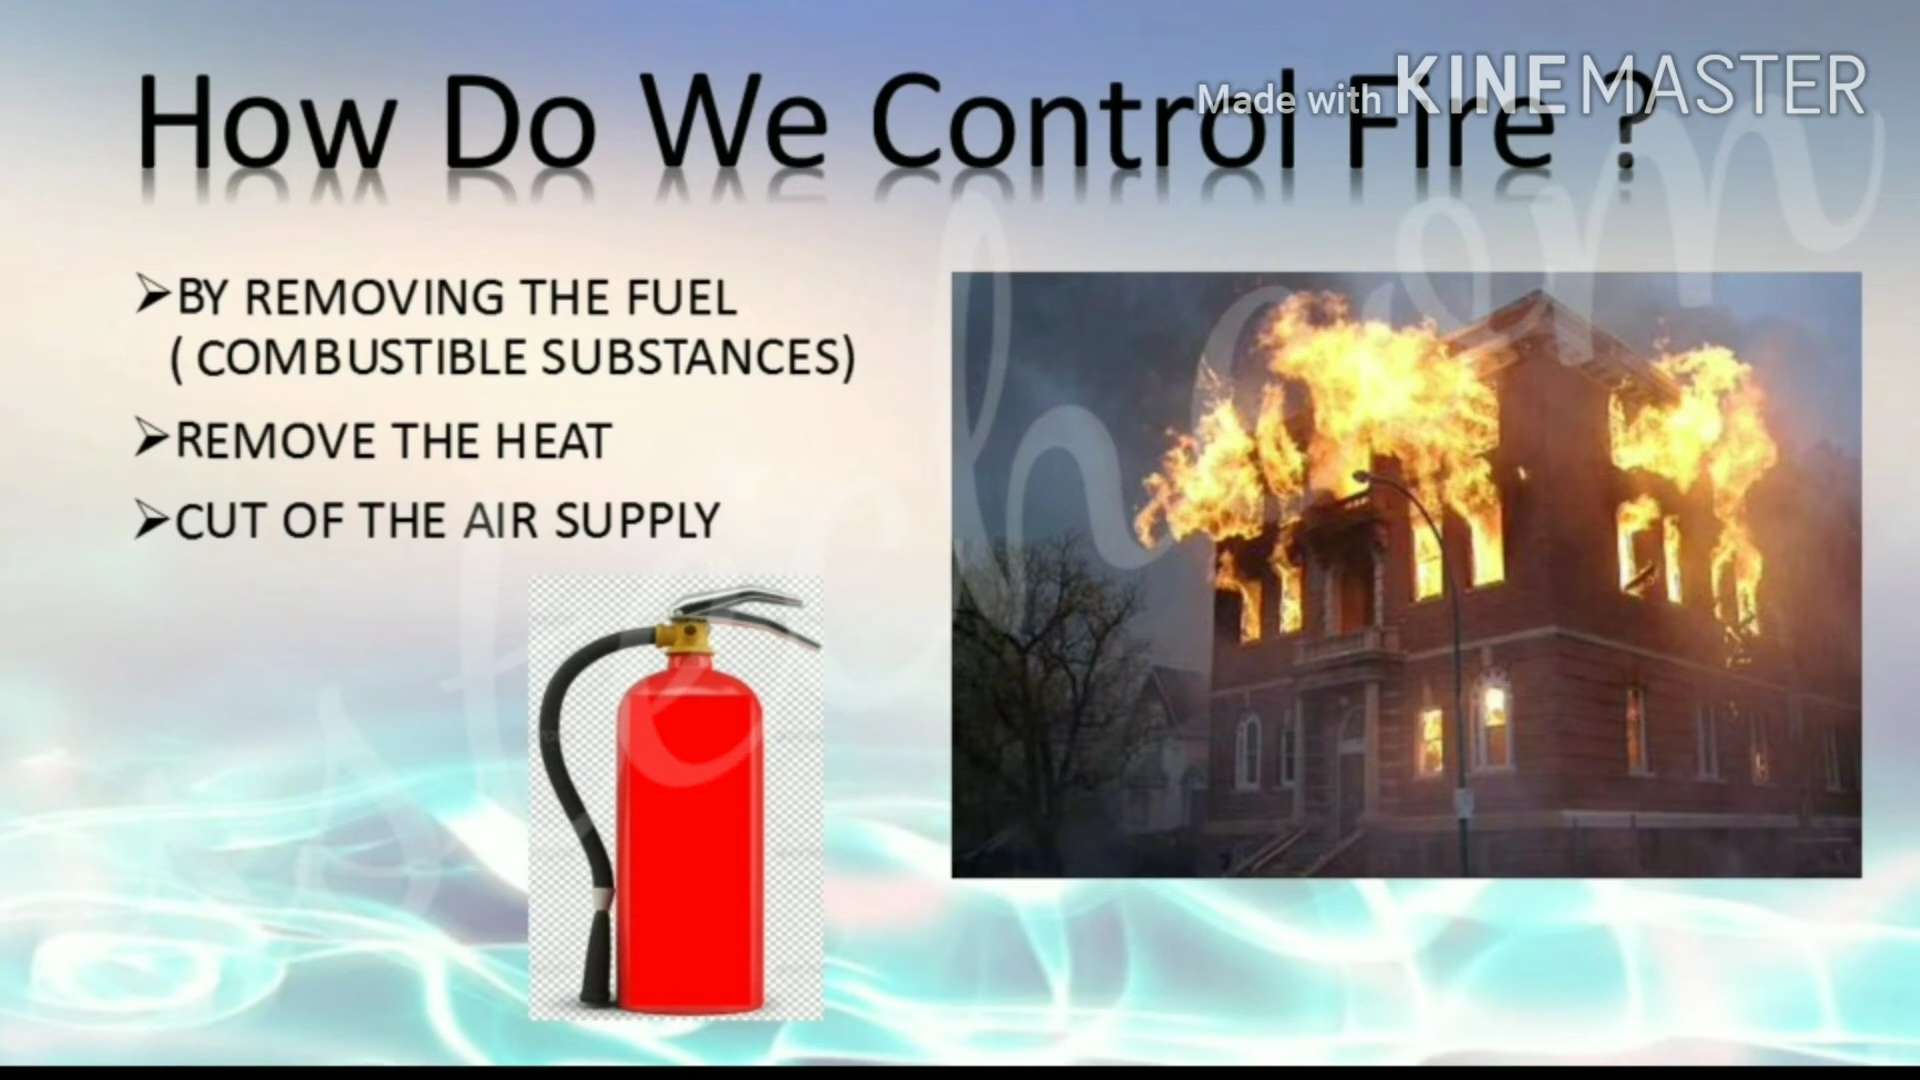 How Do We Control Fire ?
Made with KINEMASTER
➢BY REMOVING THE FUEL
( COMBUSTIBLE SUBSTANCES)
➢REMOVE THE HEAT
➢CUT OF THE AIR SUPPLY